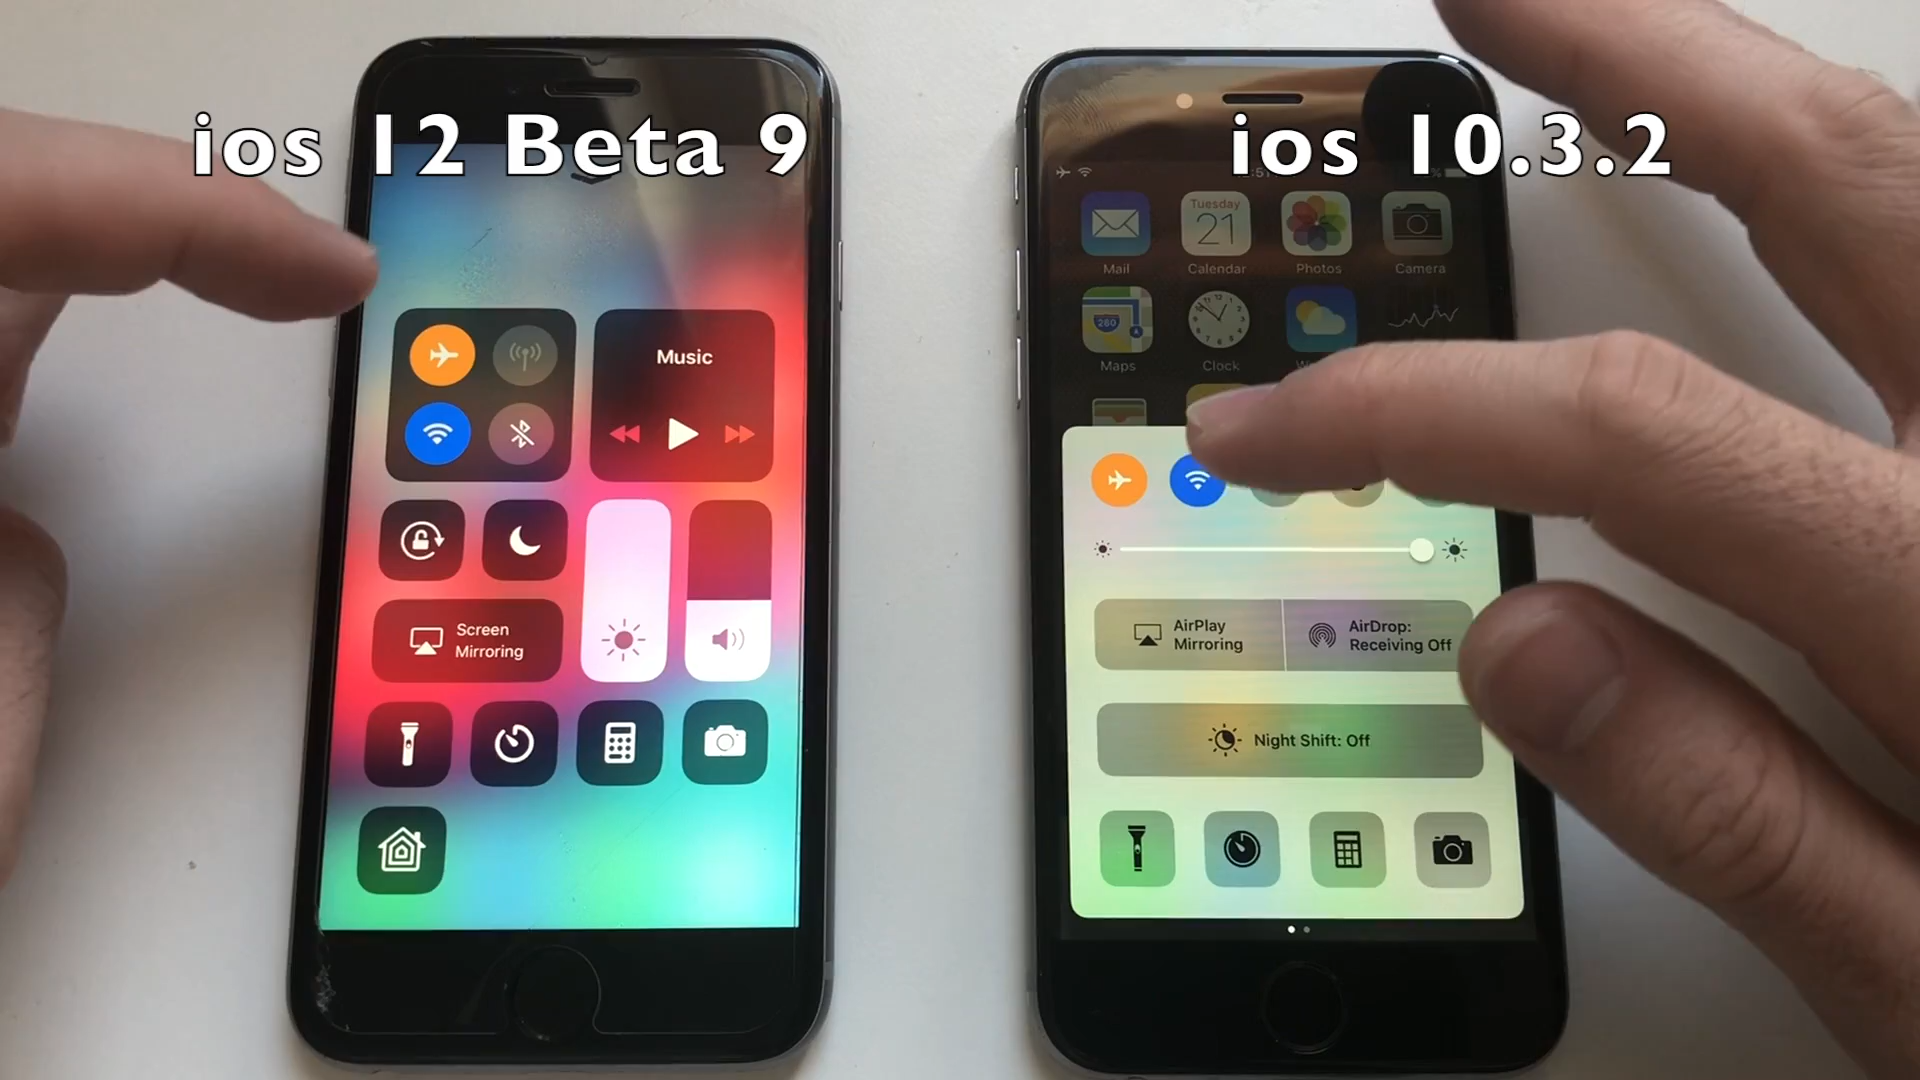 ios 12 Beta 9
ios 10.3.2
Music
Screen
Mirroring
Tuesday
21
Mail
Calendar
Photos
Camera
280
Maps
Clock
AirPlay
Mirroring
AirDrop:
Receiving Off
Night Shift: Off